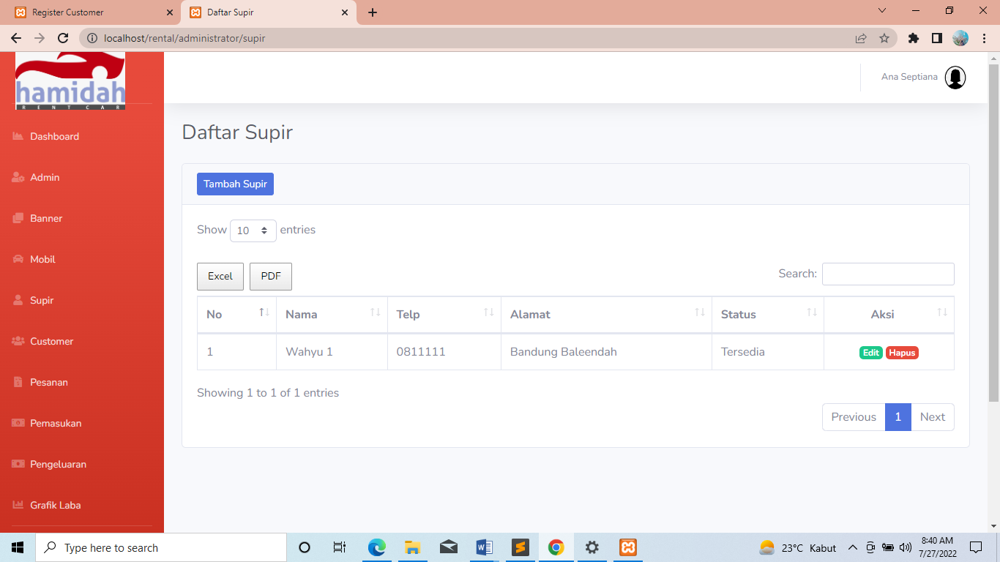 Register Customer
Daftar Supir
localhost/rental/administrator/supir
hamidah
RENTCAR
Ana Septiana
Dashboard
Admin
Banner
Mobil
Supir
Customer
Pesanan
Pemasukan
Pengeluaran
Grafik Laba
Daftar Supir
Tambah Supir
Show 10 entries
Excel PDF
Search:
No Nama Telp Alamat Status Aksi
1 Wahyu 1 0811111 Bandung Baleendah Tersedia Edit Hapus
Showing 1 to 1 of 1 entries
Previous 1 Next
Type here to search
23°C Kabut
8:40 AM
7/27/2022